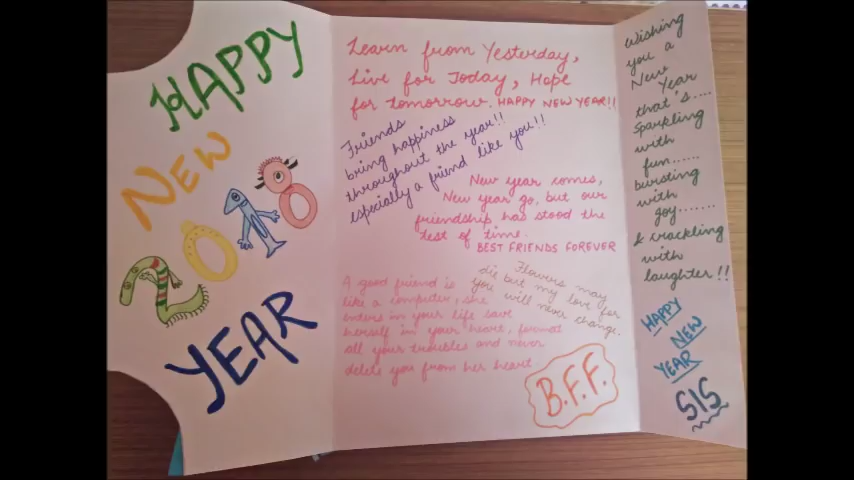 HAPPY
NEW
2018
YEAR
Learn from Yesterday,
Live for Today, Hope
for tomorrow. HAPPY NEW YEAR!!
Friends
bring happiness
throughout the year!!
especially a friend like you!!
New year comes,
New year go, but our
friendship has stood the
test of time.
BEST FRIENDS FOREVER
Flowers may
die but my love for
you will never change.
A good friend is
like a computer, she
enters in your life save
herself in your heart, format
all your troubles and never
delete you from her heart
B.F.F.
Wishing
you a
New
Year
that's....
Sparkling
with
fun......
bursting
with
joy.......
& crackling
with
laughter!!
HAPPY
NEW
YEAR
SIS